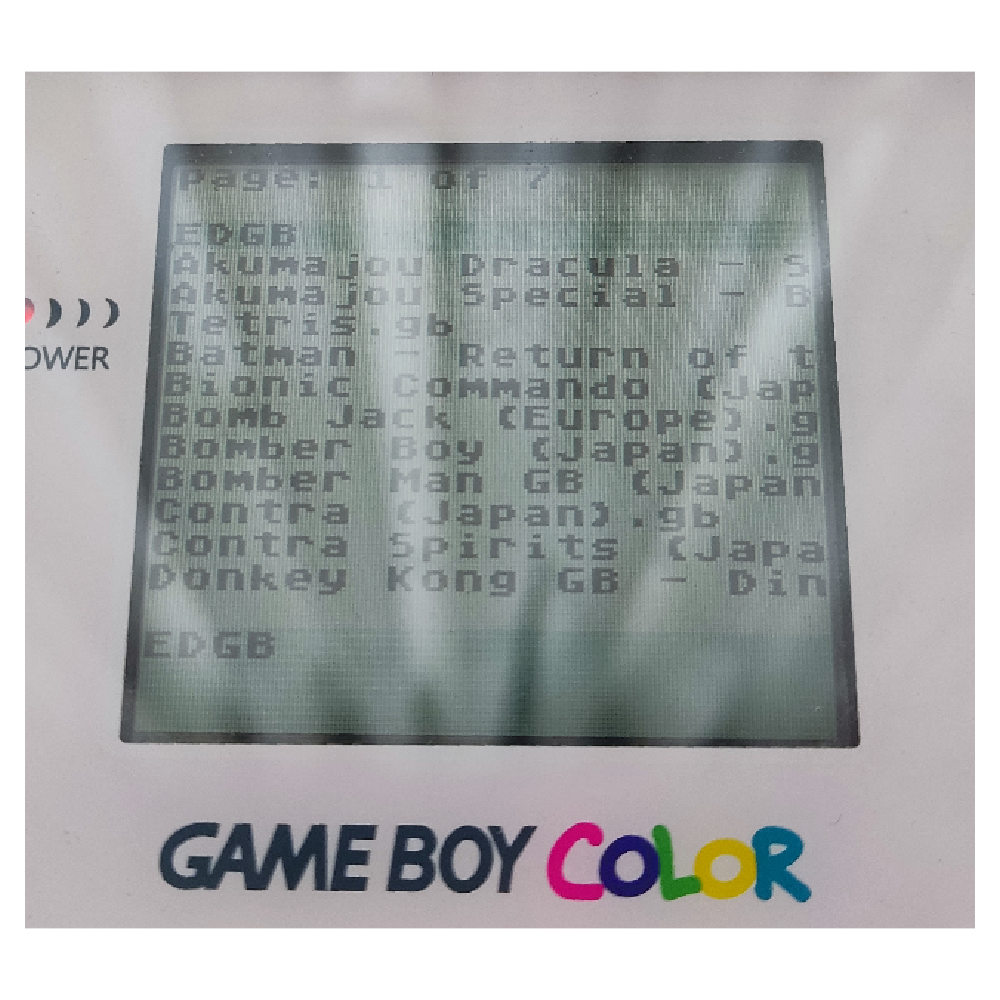 Page: 1 of 7
EDGB
Akumajou Dracula - S
Akumajou Special - B
Tetris.gb
Batman - Return of t
Bionic Commando (Jap
Bomb Jack (Europe).g
Bomber Boy (Japan).g
Bomber Man GB (Japan
Contra (Japan).gb
Contra Spirits (Japa
Donkey Kong GB - Din
EDGB
OWER
GAME BOY COLOR